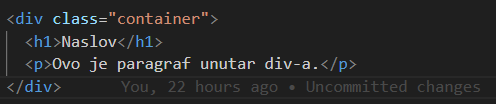 <div class="container">
  <h1>Naslov</h1>
  <p>Ovo je paragraf unutar div-a.</p>
</div>        You, 22 hours ago • Uncommitted changes